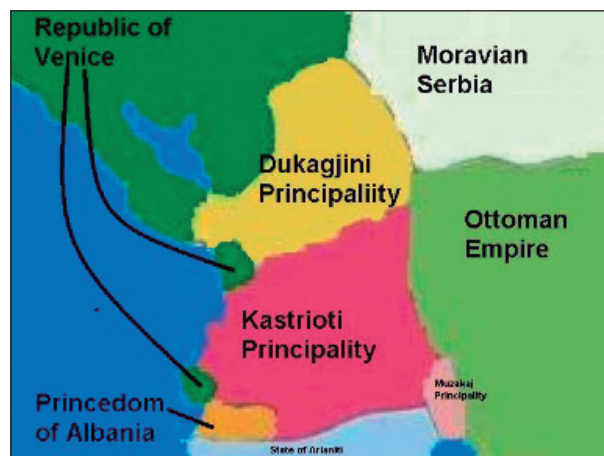 Republic of
Venice
Moravian
Serbia
Dukagjini
Principaliity
Ottoman
Empire
Kastrioti
Principality
Muzakaj
Principality
Princedom
of Albania
State of Arianiti